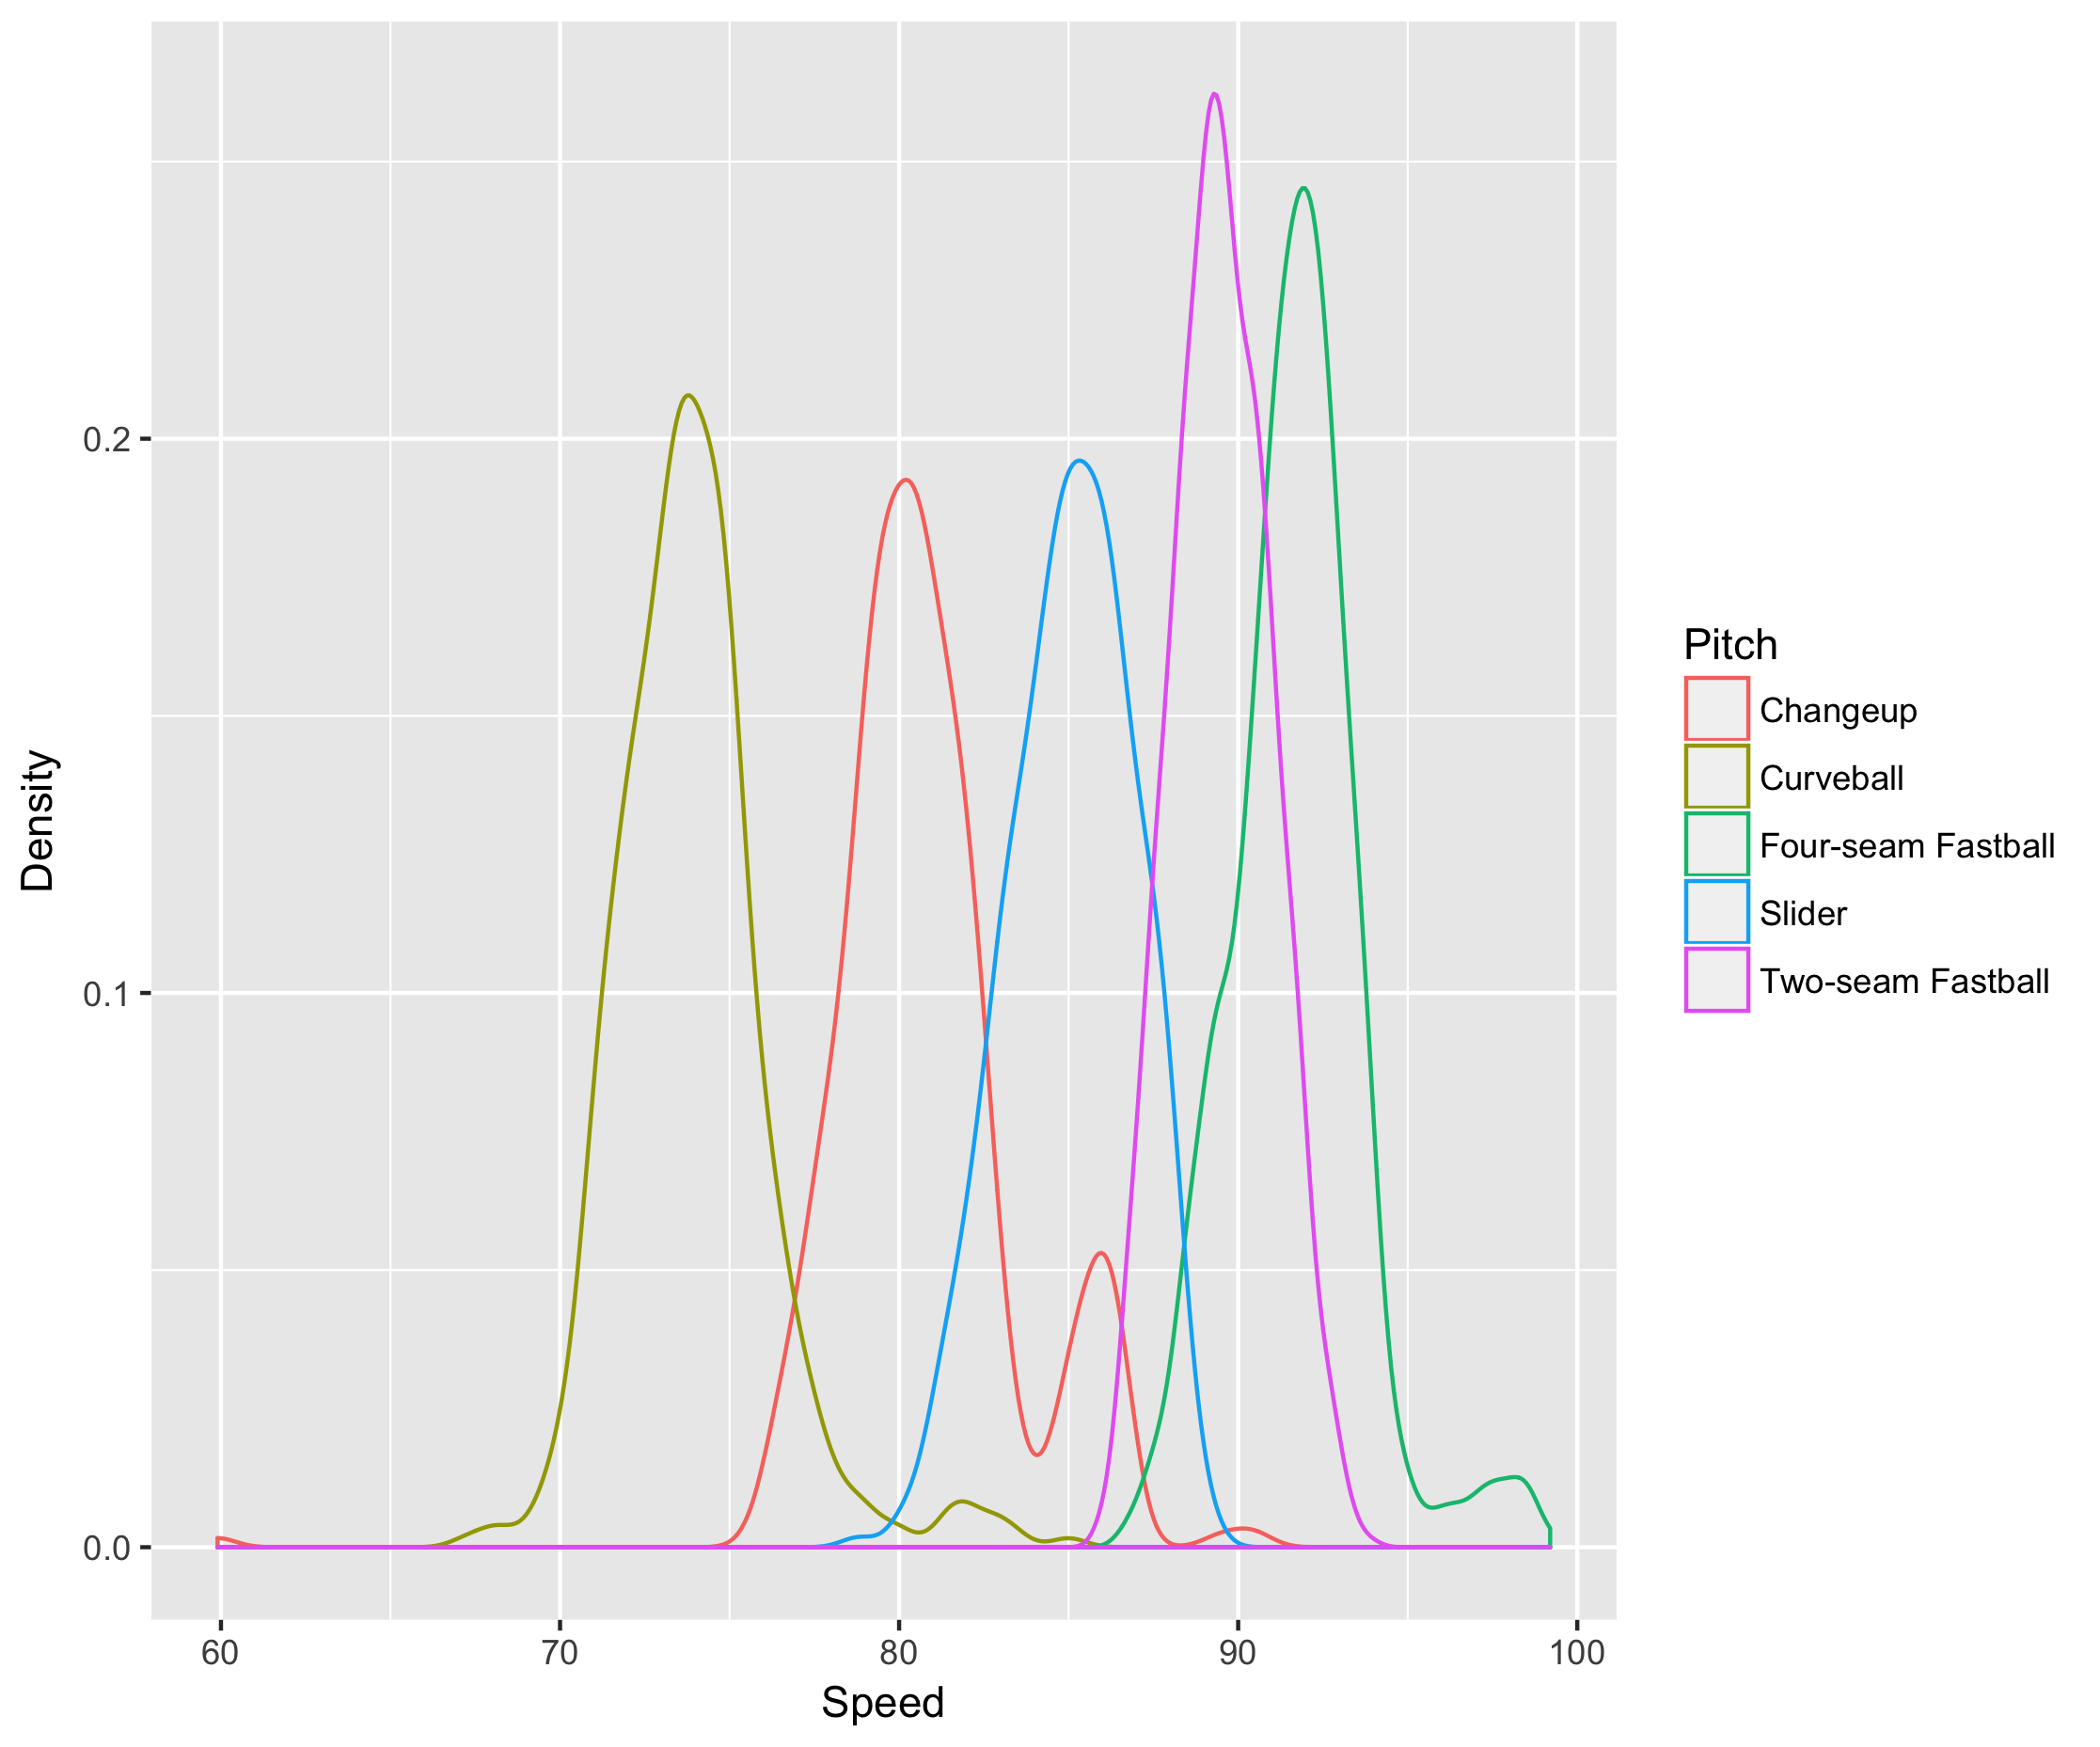 Density
0.2
0.1
0.0
60 70 80 90 100
Speed
Pitch
Changeup
Curveball
Four-seam Fastball
Slider
Two-seam Fastball